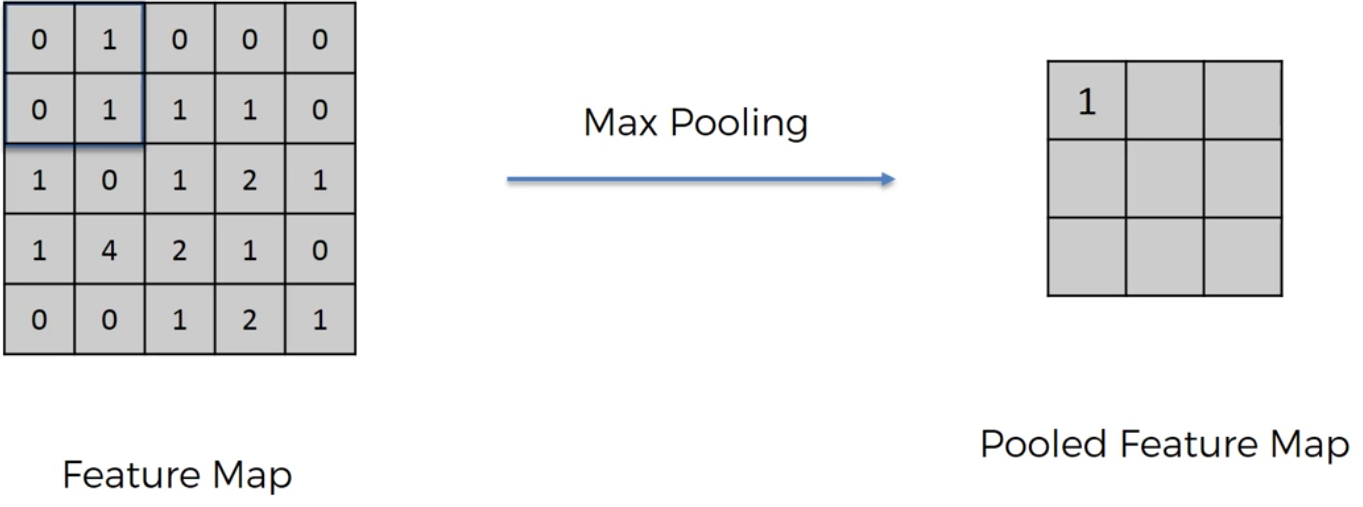 0 1 0 0 0
0 1 1 1 0
1 0 1 2 1
1 4 2 1 0
0 0 1 2 1
Max Pooling
1
Feature Map
Pooled Feature Map